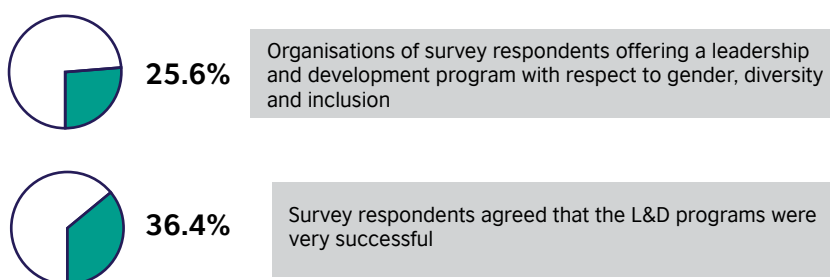 25.6%
Organisations of survey respondents offering a leadership
and development program with respect to gender, diversity
and inclusion
36.4%
Survey respondents agreed that the L&D programs were
very successful